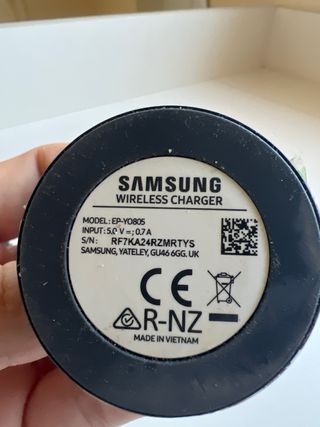 SAMSUNG
WIRELESS CHARGER
MODEL: EP-YO805
INPUT: 5.0 V ⎓; 0.7 A
S/N: RF7KA24RZMRTYS
SAMSUNG, YATELEY, GU46 6GG. UK
CE
R-NZ
MADE IN VIETNAM